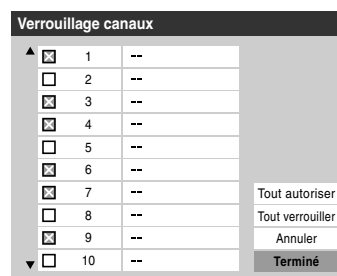 Verrouillage canaux
1 --
2 --
3 --
4 --
5 --
6 --
7 --
8 --
9 --
10 --
Tout autoriser
Tout verrouiller
Annuler
Terminé